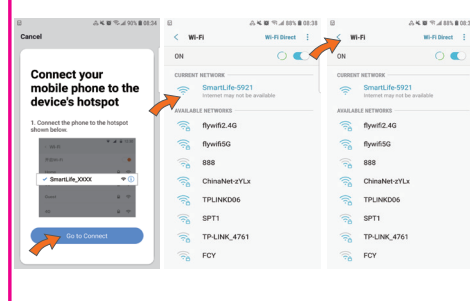 90% 08:34
Cancel
Connect your
mobile phone to the
device's hotspot
1. Connect the phone to the hotspot
shown below.
Wi-Fi
SmartLife_XXXX
Go to Connect
88% 08:38
Wi-Fi
Wi-Fi Direct
ON
CURRENT NETWORK
SmartLife-5921
Internet may not be available
AVAILABLE NETWORKS
flywifi2.4G
flywifi5G
888
ChinaNet-zYLx
TPLINKD06
SPT1
TP-LINK_4761
FCY
88% 08:3
Wi-Fi
Wi-Fi Direct
ON
CURRENT NETWORK
SmartLife-5921
Internet may not be available
AVAILABLE NETWORKS
flywifi2.4G
flywifi5G
888
ChinaNet-zYLx
TPLINKD06
SPT1
TP-LINK_4761
FCY